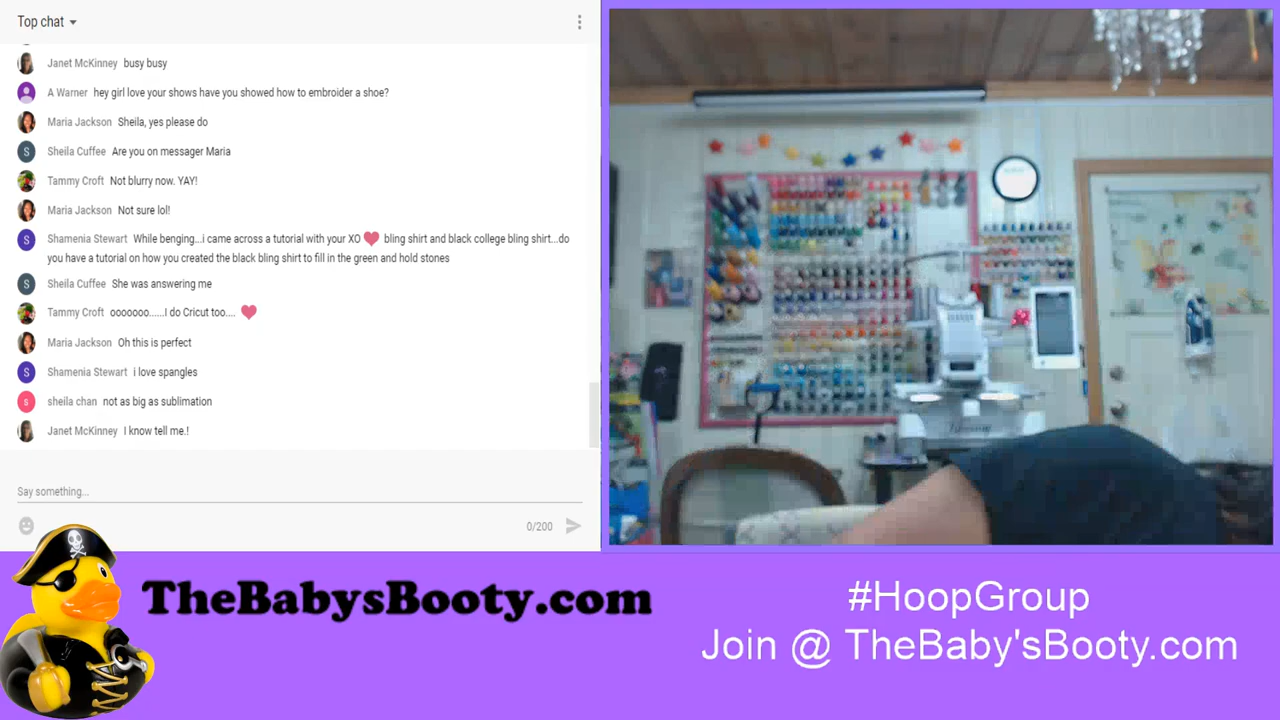 Top chat
Janet McKinney busy busy
A Warner hey girl love your shows have you showed how to embroider a shoe?
Maria Jackson Sheila, yes please do
Sheila Cuffee Are you on messager Maria
Tammy Croft Not blurry now. YAY!
Maria Jackson Not sure lol!
Shamenia Stewart While benging...i came across a tutorial with your XO ❤ bling shirt and black college bling shirt...do
you have a tutorial on how you created the black bling shirt to fill in the green and hold stones
Sheila Cuffee She was answering me
Tammy Croft ooooooo......I do Cricut too.... ❤
Maria Jackson Oh this is perfect
Shamenia Stewart i love spangles
sheila chan not as big as sublimation
Janet McKinney I know tell me.!
Say something...
0/200
TheBabysBooty.com
#HoopGroup
Join @ TheBaby'sBooty.com